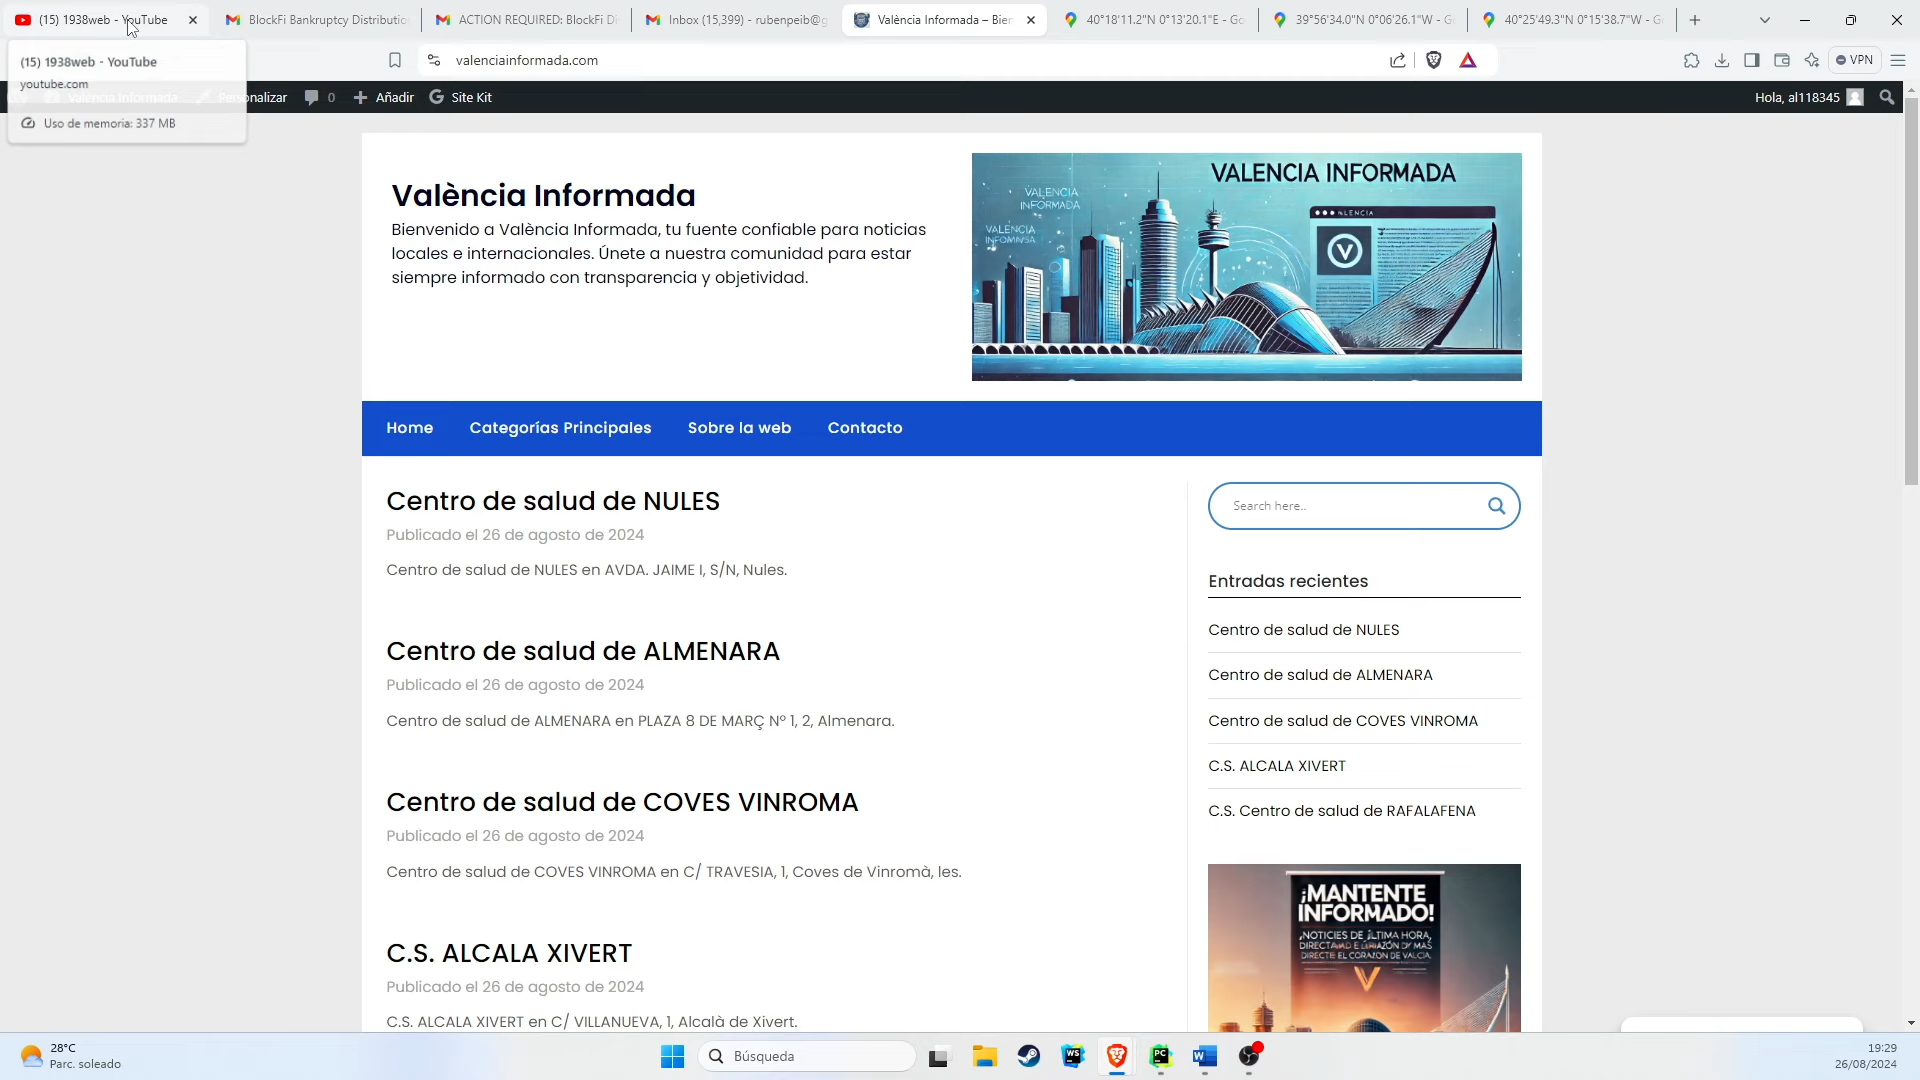 (15) 1938web - YouTube
BlockFi Bankruptcy Distributio
ACTION REQUIRED: BlockFi Di
Inbox (15,399) - rubenpeib@g
València Informada – Bien
40°18'11.2"N 0°13'20.1"E - Go
39°56'34.0"N 0°06'26.1"W - G
40°25'49.3"N 0°15'38.7"W - G
(15) 1938web - YouTube
youtube.com
Uso de memoria: 337 MB
valenciainformada.com
VPN
València Informada
Personalizar
0
Añadir
Site Kit
Hola, al118345
València Informada
Bienvenido a València Informada, tu fuente confiable para noticias
locales e internacionales. Únete a nuestra comunidad para estar
siempre informado con transparencia y objetividad.
VALENCIA INFORMADA
VALENCIA
INFORMADA
VALENCIA
Home
Categorías Principales
Sobre la web
Contacto
Centro de salud de NULES
Publicado el 26 de agosto de 2024
Centro de salud de NULES en AVDA. JAIME I, S/N, Nules.
Centro de salud de ALMENARA
Publicado el 26 de agosto de 2024
Centro de salud de ALMENARA en PLAZA 8 DE MARÇ Nº 1, 2, Almenara.
Centro de salud de COVES VINROMA
Publicado el 26 de agosto de 2024
Centro de salud de COVES VINROMA en C/ TRAVESIA, 1, Coves de Vinromà, les.
C.S. ALCALA XIVERT
Publicado el 26 de agosto de 2024
C.S. ALCALA XIVERT en C/ VILLANUEVA, 1, Alcalà de Xivert.
Search here..
Entradas recientes
Centro de salud de NULES
Centro de salud de ALMENARA
Centro de salud de COVES VINROMA
C.S. ALCALA XIVERT
C.S. Centro de salud de RAFALAFENA
¡MANTENTE
INFORMADO!
28°C
Parc. soleado
Búsqueda
19:29
26/08/2024